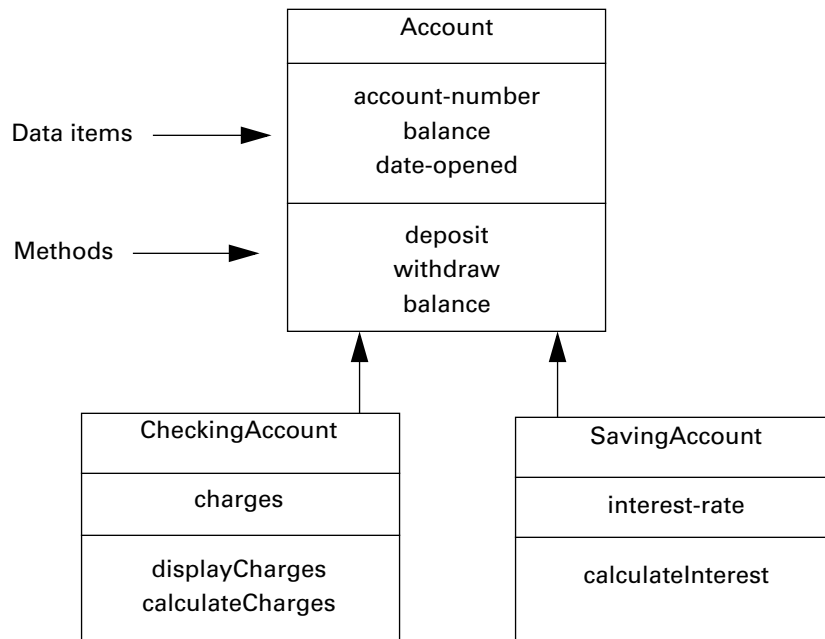 Account
account-number
Data items
balance
date-opened
deposit
Methods
withdraw
balance
CheckingAccount
charges
displayCharges
calculateCharges
SavingAccount
interest-rate
calculateInterest